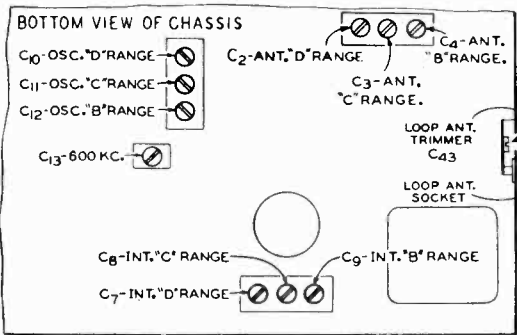 BOTTOM VIEW OF CHASSIS
C10-OSC."D"RANGE
C11-OSC."C"RANGE
C12-OSC."B"RANGE
C13-600 KC.
C2-ANT."D"RANGE
C3-ANT.
"C"RANGE.
C4-ANT.
"B"RANGE.
LOOP ANT.
TRIMMER
C43
LOOP ANT.
SOCKET
C8-INT."C"RANGE
C9-INT."B"RANGE
C7-INT."D"RANGE